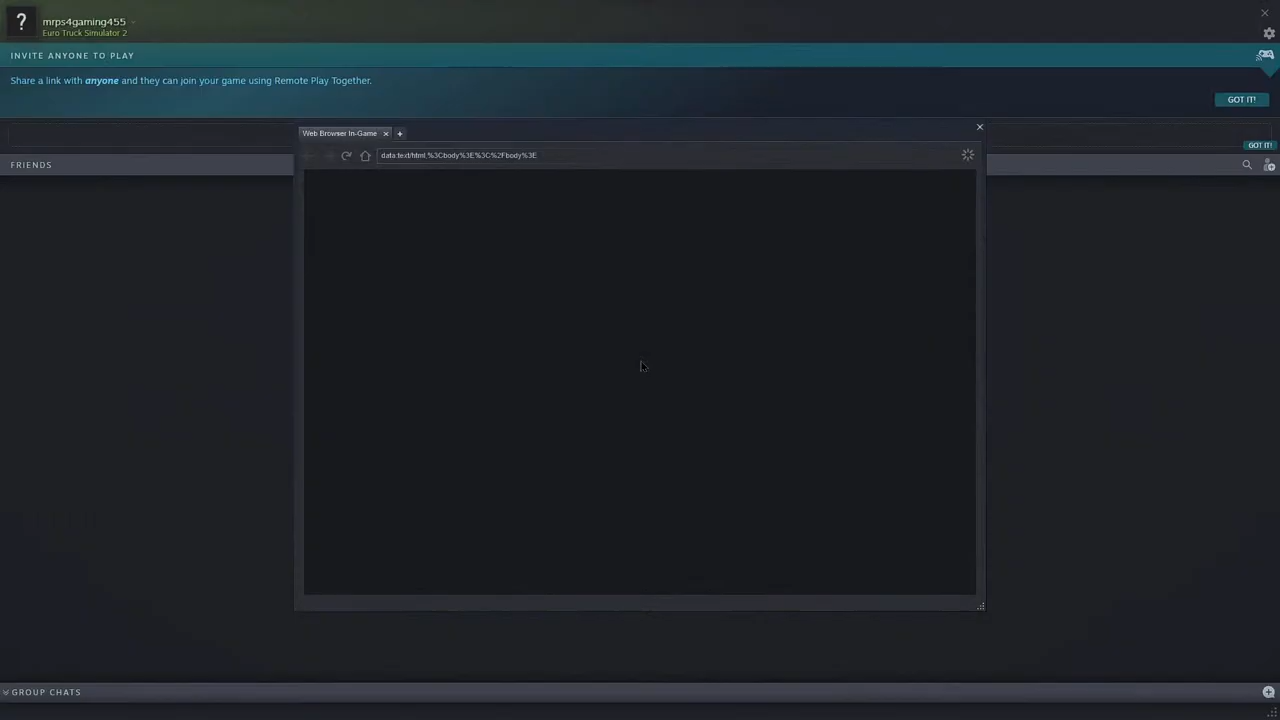 ?
mrps4gaming455
Euro Truck Simulator 2
INVITE ANYONE TO PLAY
Share a link with anyone and they can join your game using Remote Play Together.
GOT IT!
Web Browser In-Game
GOT IT!
data:text/html,%3Cbody%3E%3C%2Fbody%3E
FRIENDS
GROUP CHATS